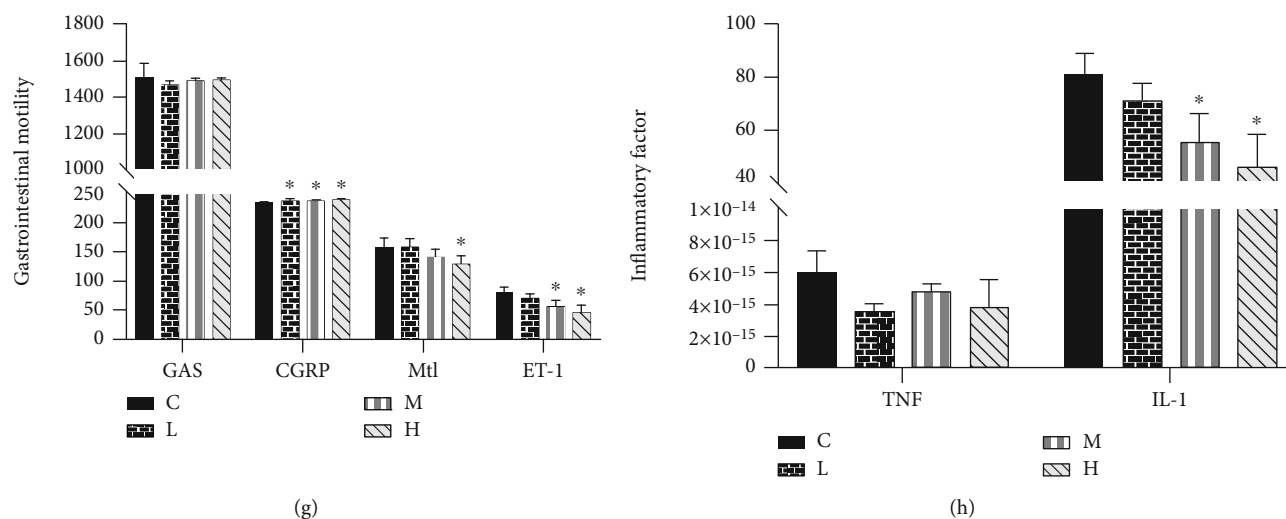 Gastrointestinal motility
1800
1600
1400
1200
1000
250
200
150
100
50
0
* * *
*
* *
GAS CGRP Mtl ET-1
C M
L H
(g)
Inflammatory factor
100
80
60
40
1×10⁻¹⁴
8×10⁻¹⁵
6×10⁻¹⁵
4×10⁻¹⁵
2×10⁻¹⁵
0
*
*
TNF IL-1
C M
L H
(h)